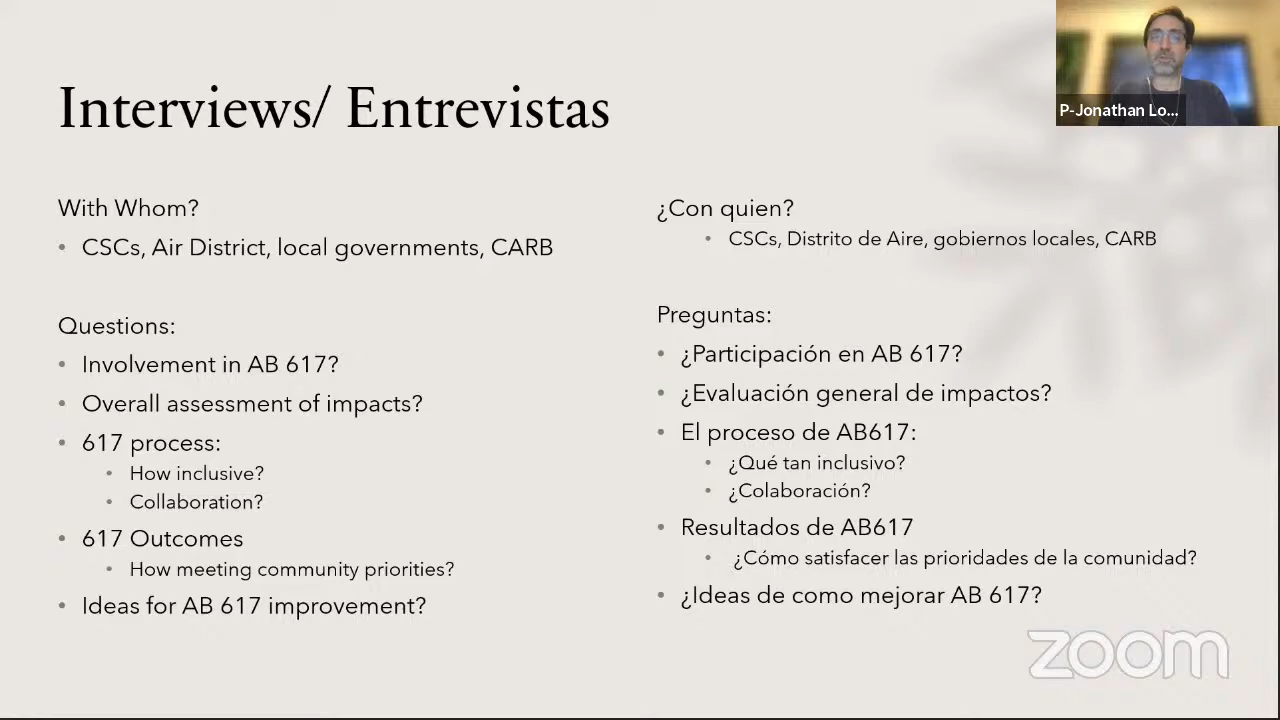 Interviews/ Entrevistas
With Whom?
• CSCs, Air District, local governments, CARB
Questions:
• Involvement in AB 617?
• Overall assessment of impacts?
• 617 process:
• How inclusive?
• Collaboration?
• 617 Outcomes
• How meeting community priorities?
• Ideas for AB 617 improvement?
¿Con quien?
• CSCs, Distrito de Aire, gobiernos locales, CARB
Preguntas:
• ¿Participación en AB 617?
• ¿Evaluación general de impactos?
• El proceso de AB617:
• ¿Qué tan inclusivo?
• ¿Colaboración?
• Resultados de AB617
• ¿Cómo satisfacer las prioridades de la comunidad?
• ¿Ideas de como mejorar AB 617?
P-Jonathan Lo...
zoom